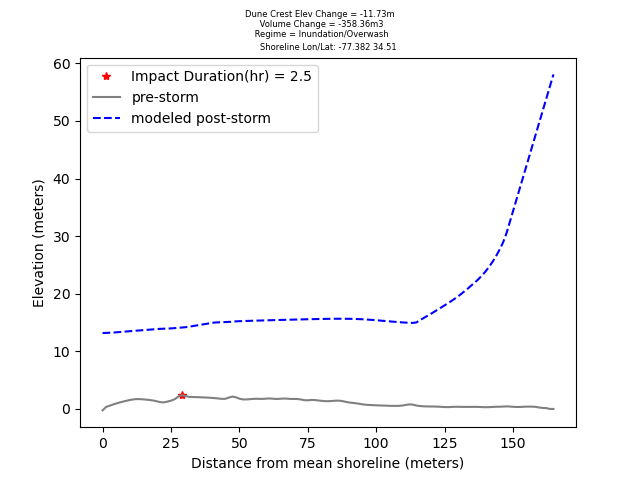 Dune Crest Elev Change = -11.73m
Volume Change = -358.36m3
Regime = Inundation/Overwash
Shoreline Lon/Lat: -77.382 34.51
60
50
40
30
20
10
0
Elevation (meters)
Impact Duration(hr) = 2.5
pre-storm
modeled post-storm
0 25 50 75 100 125 150
Distance from mean shoreline (meters)